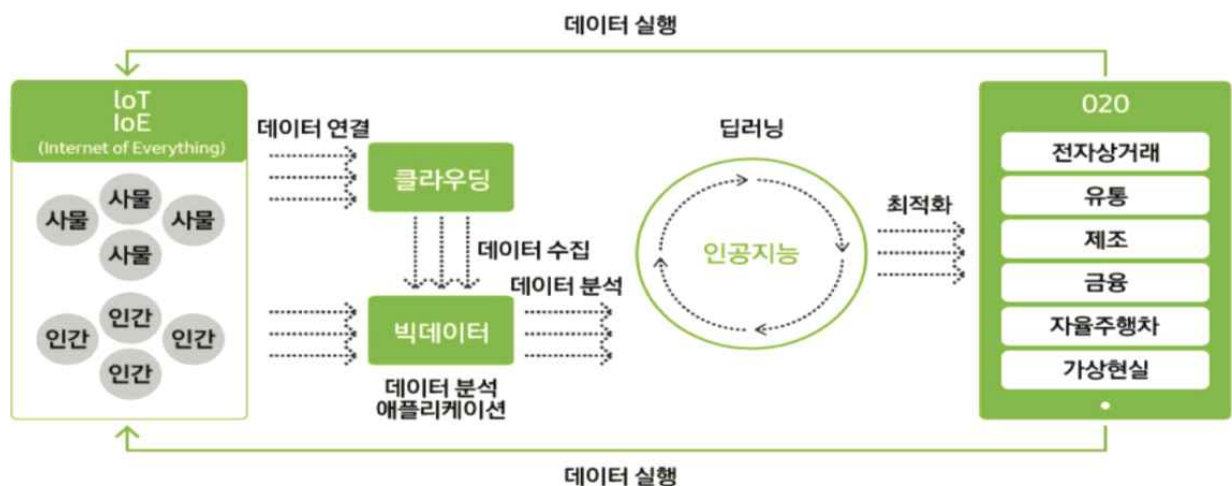 데이터 실행
IoT
IoE
(Internet of Everything)
사물
사물
사물
사물
인간
인간
인간
인간
데이터 연결
클라우딩
데이터 수집
빅데이터
데이터 분석
애플리케이션
데이터 분석
딥러닝
인공지능
최적화
O2O
전자상거래
유통
제조
금융
자율주행차
가상현실
데이터 실행